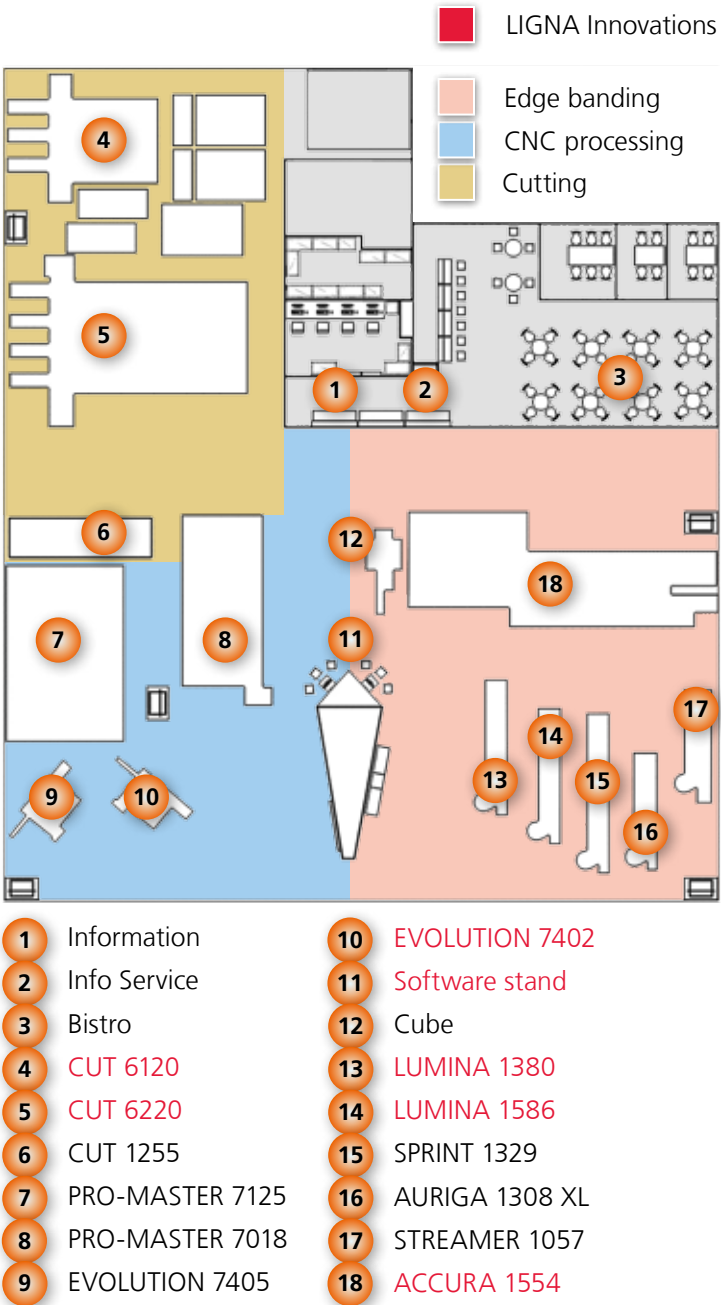 LIGNA Innovations
Edge banding
CNC processing
Cutting
4
5
1
2
3
6
12
18
7
8
11
17
14
13
15
9
10
16
1 Information
2 Info Service
3 Bistro
4 CUT 6120
5 CUT 6220
6 CUT 1255
7 PRO-MASTER 7125
8 PRO-MASTER 7018
9 EVOLUTION 7405
10 EVOLUTION 7402
11 Software stand
12 Cube
13 LUMINA 1380
14 LUMINA 1586
15 SPRINT 1329
16 AURIGA 1308 XL
17 STREAMER 1057
18 ACCURA 1554